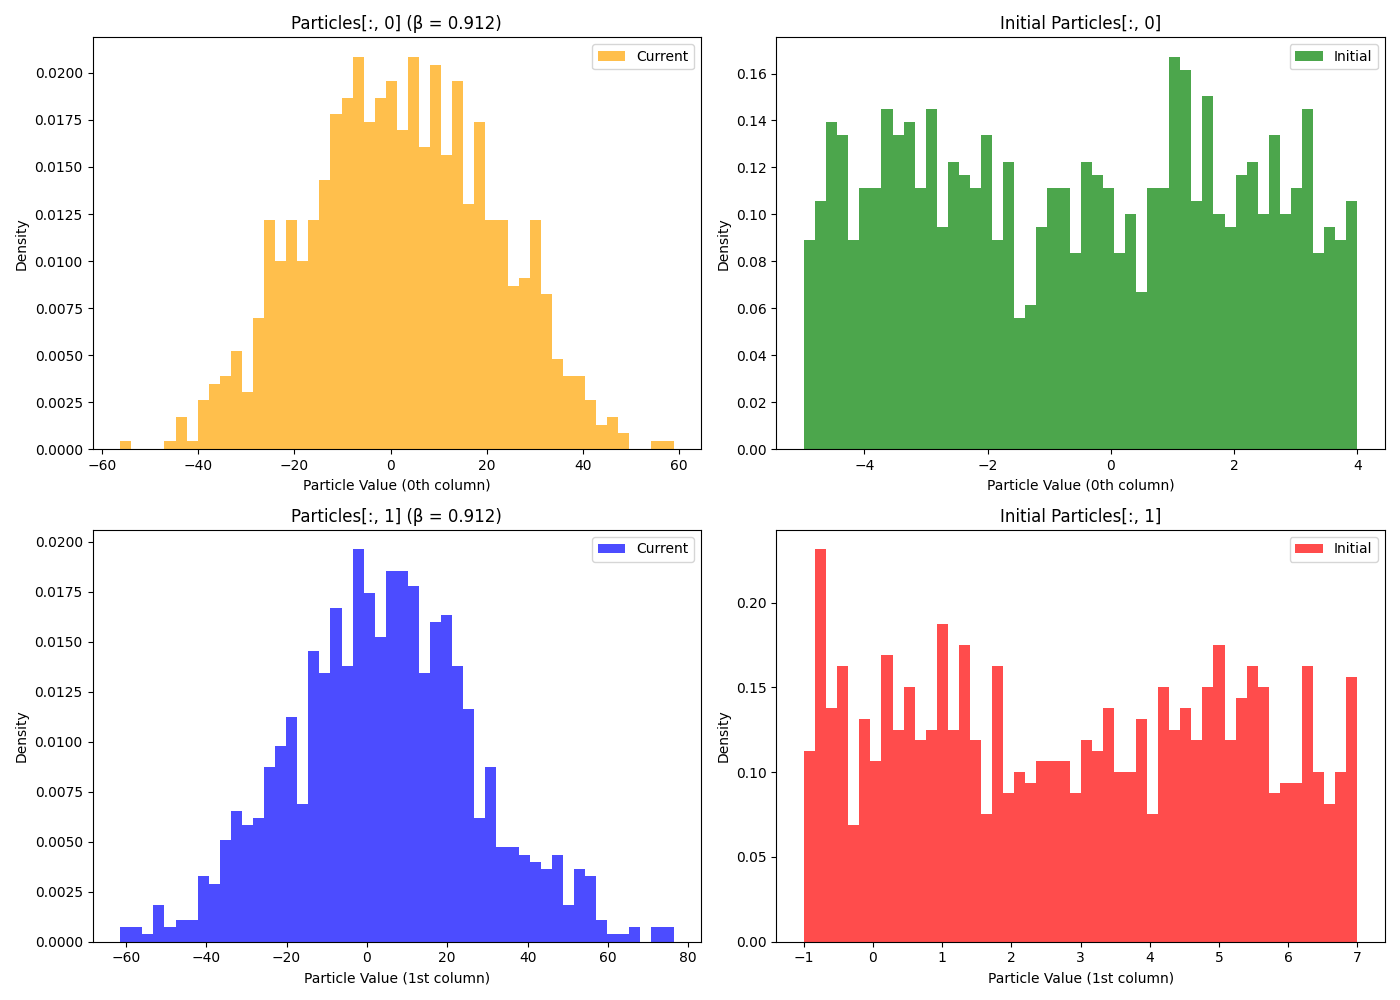 Particles[:, 0] (β = 0.912)
Current
Density
0.0200
0.0175
0.0150
0.0125
0.0100
0.0075
0.0050
0.0025
0.0000
−60 −40 −20 0 20 40 60
Particle Value (0th column)
Initial Particles[:, 0]
Initial
Density
0.16
0.14
0.12
0.10
0.08
0.06
0.04
0.02
0.00
−4 −2 0 2 4
Particle Value (0th column)
Particles[:, 1] (β = 0.912)
Current
Density
0.0200
0.0175
0.0150
0.0125
0.0100
0.0075
0.0050
0.0025
0.0000
−60 −40 −20 0 20 40 60 80
Particle Value (1st column)
Initial Particles[:, 1]
Initial
Density
0.20
0.15
0.10
0.05
0.00
−1 0 1 2 3 4 5 6 7
Particle Value (1st column)